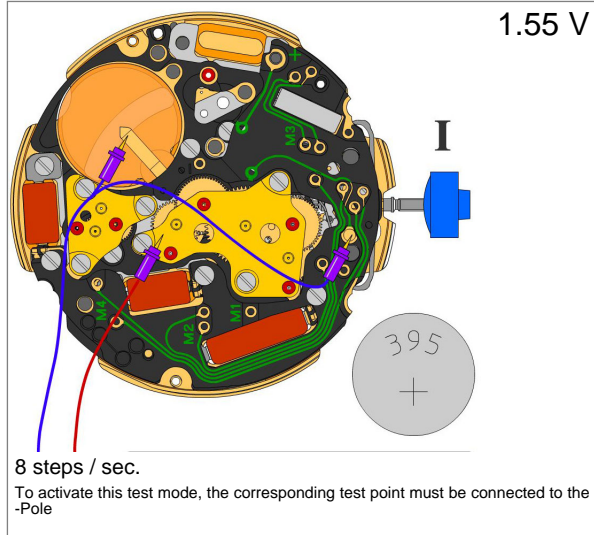 1.55 V
+
M3
I
M4
M2
M1
395
+
8 steps / sec.
To activate this test mode, the corresponding test point must be connected to the
-Pole